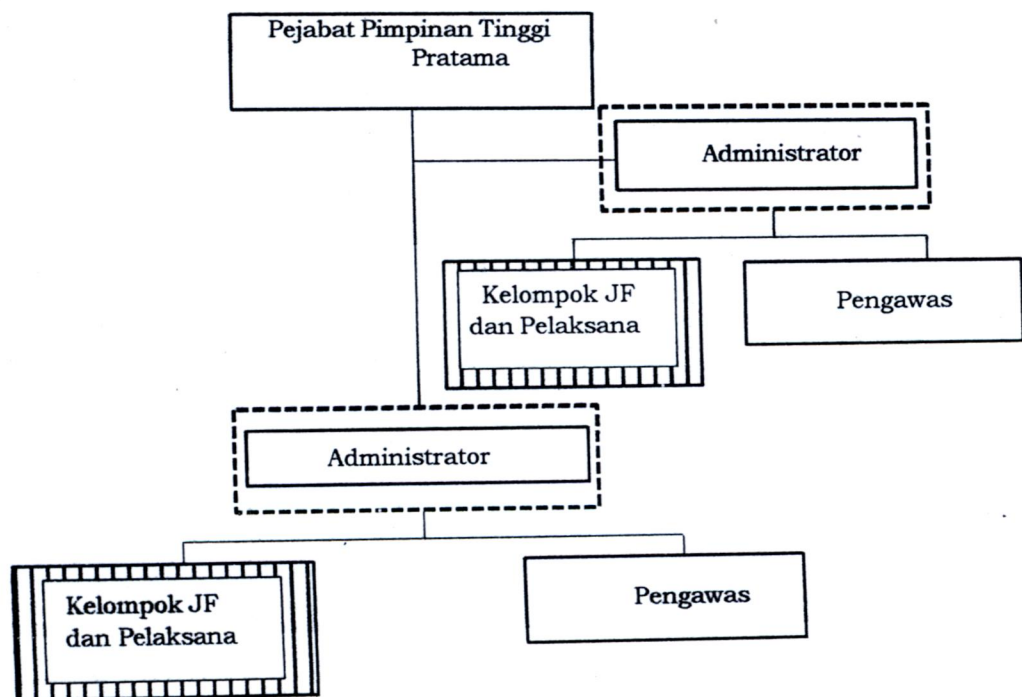 Pejabat Pimpinan Tinggi
Pratama
Administrator
Kelompok JF
dan Pelaksana
Pengawas
Administrator
Kelompok JF
dan Pelaksana
Pengawas